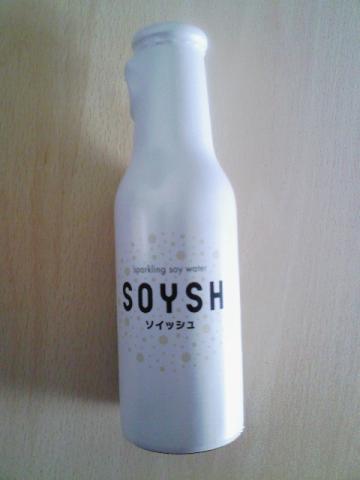 sparkling soy water
SOYSH
ソイッシュ